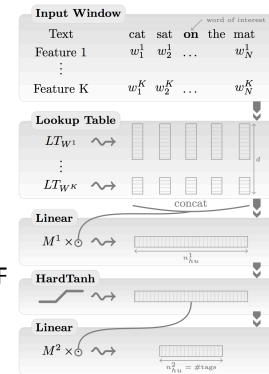 Input Window
word of interest
Text cat sat on the mat
Feature 1 w_1^1 w_2^1 ... w_N^1
⋮
Feature K w_1^K w_2^K ... w_N^K
Lookup Table
LT_{W^1}
⋮
LT_{W^K}
d
concat
Linear
M^1 × ⊙
n_{hu}^1
HardTanh
Linear
M^2 × ⊙
n_{hu}^2 = #tags